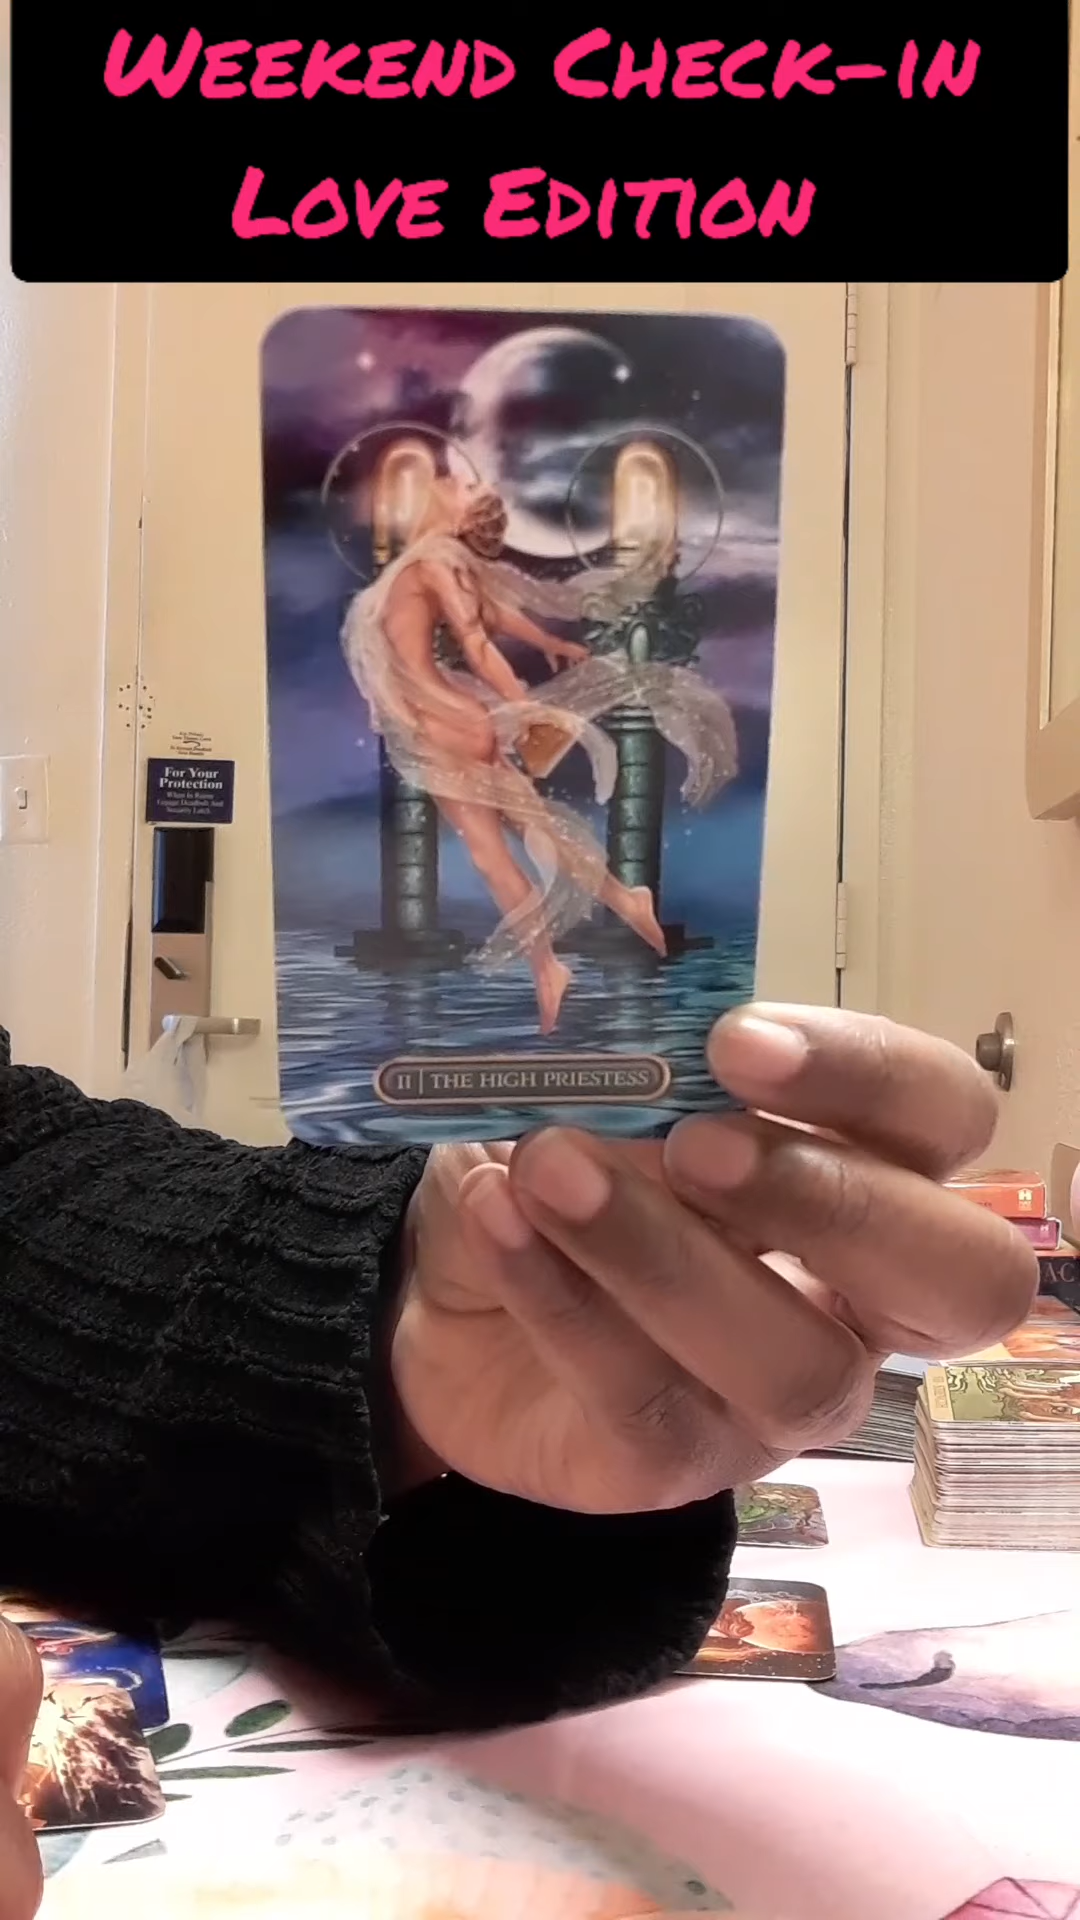 WEEKEND CHECK-IN
LOVE EDITION
B
For Your
Protection
II | THE HIGH PRIESTESS
A·C